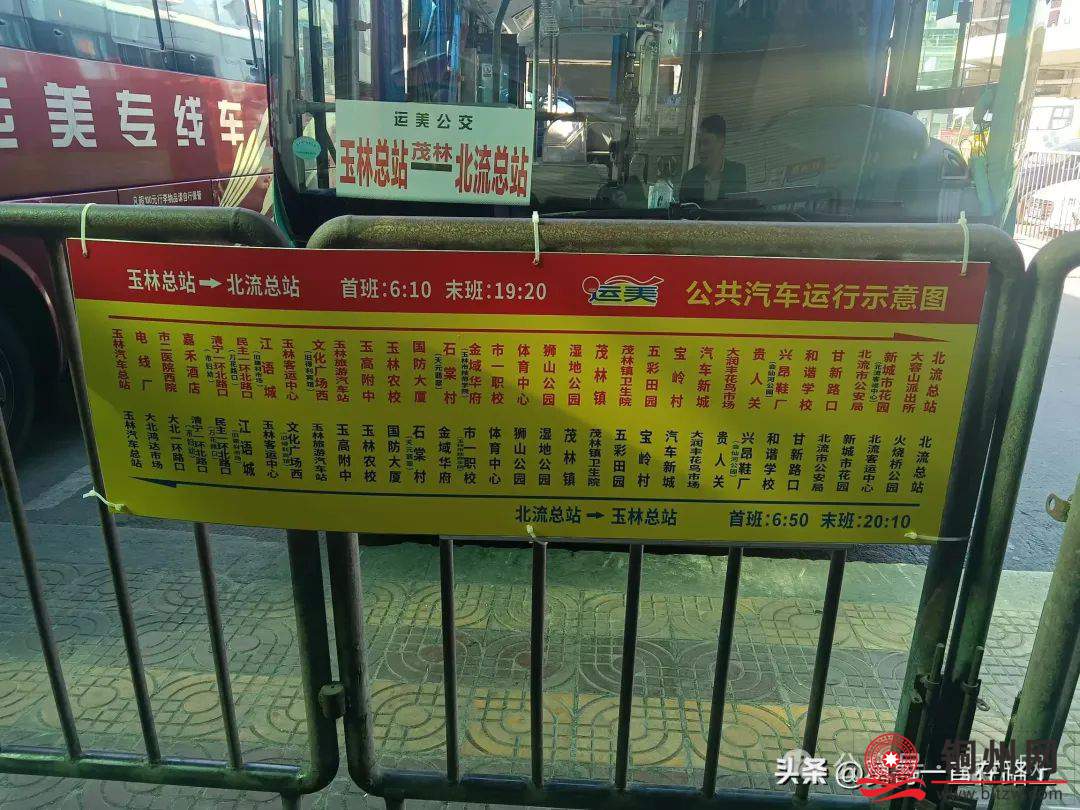 美专线车
运美公交
玉林总站 茂林 北流总站
玉林总站→北流总站 首班:6:10 末班:19:20 运美 公共汽车运行示意图
玉林汽车总站
电线厂
市二医院西院
嘉禾酒店
清宁一环北路口
民主一环北路口
江语城
玉林客运中心
文化广场西
玉林旅游汽车站
玉高附中
玉林农校
国防大厦
石棠村
金域华府
市一职校
体育中心
狮山公园
湿地公园
茂林镇
茂林镇卫生院
五彩田园
宝岭村
汽车新城
大润丰花鸟市场
贵人关
兴昂鞋厂
和谐学校
甘新路口
北流市公安局
新城市花园
大容山派出所
北流总站
玉林汽车总站
大北鸿太市场
大北一环路口
清宁一环北路口
民主一环北路口
江语城
玉林客运中心
文化广场西
玉林旅游汽车站
玉高附中
玉林农校
国防大厦
石棠村
金域华府
市一职校
体育中心
狮山公园
湿地公园
茂林镇
茂林镇卫生院
五彩田园
宝岭村
汽车新城
大润丰花鸟市场
贵人关
兴昂鞋厂
和谐学校
甘新路口
北流市公安局
新城市花园
北流客运中心
火烧桥公园
北流总站
北流总站→玉林总站 首班:6:50 末班:20:10
头条
铜州网
www.bltzw.com